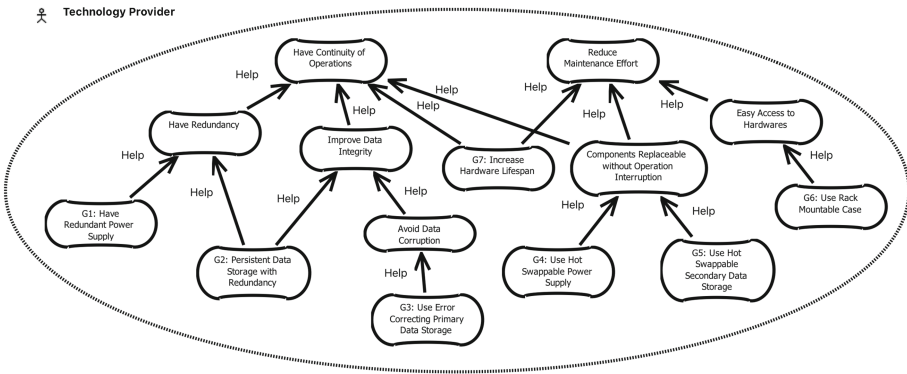 Technology Provider
Have Continuity of
Operations
Reduce
Maintenance Effort
Help
Help
Help
Help
Help
Help
Help
Have Redundancy
Improve Data
Integrity
G7: Increase
Hardware Lifespan
Components Replaceable
without Operation
Interruption
Easy Access to
Hardwares
Help
Help
Help
Help
Help
Help
Help
G1: Have
Redundant Power
Supply
G2: Persistent Data
Storage with
Redundancy
Avoid Data
Corruption
G4: Use Hot
Swappable Power
Supply
G5: Use Hot
Swappable
Secondary Data
Storage
G6: Use Rack
Mountable Case
Help
G3: Use Error
Correcting Primary
Data Storage